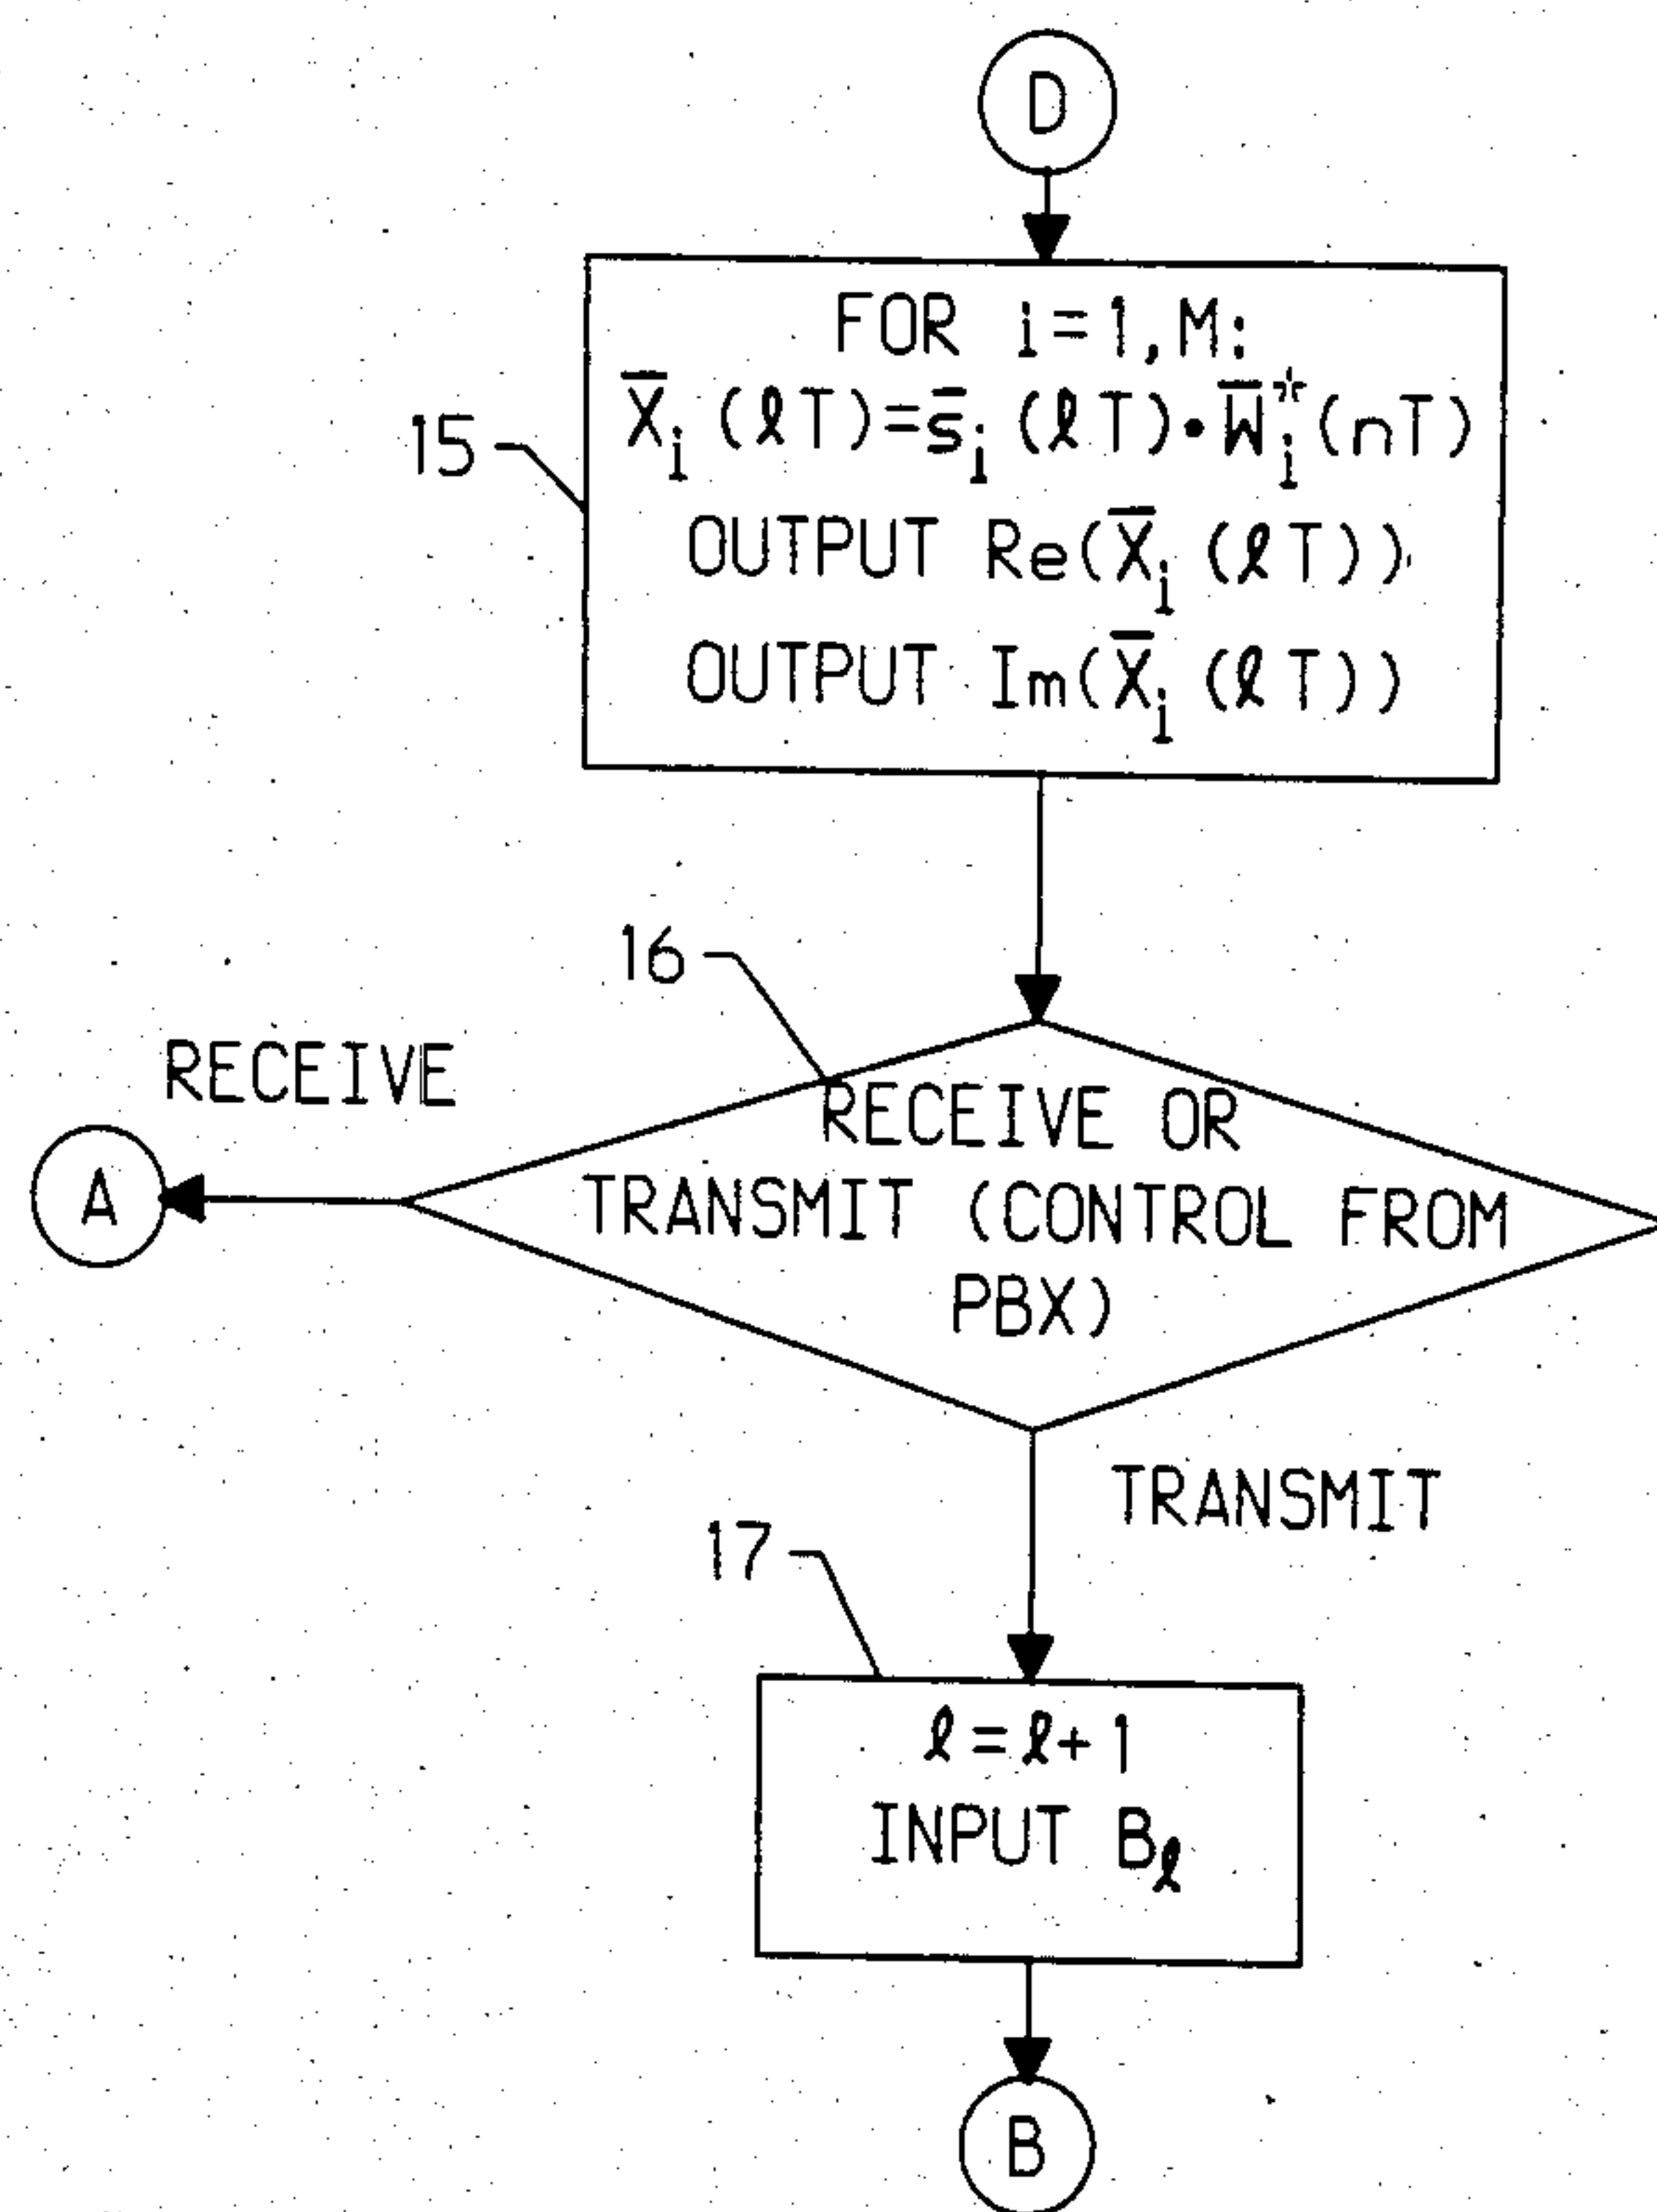 D
FOR i=1,M:
X̅ᵢ(ℓT)=s̅ᵢ(ℓT)•W̅ᵢ*(nT)
15
OUTPUT Re(X̅ᵢ(ℓT))
OUTPUT Im(X̅ᵢ(ℓT))
16
RECEIVE
RECEIVE OR
A
TRANSMIT (CONTROL FROM
PBX)
TRANSMIT
17
ℓ=ℓ+1
INPUT Bℓ
B